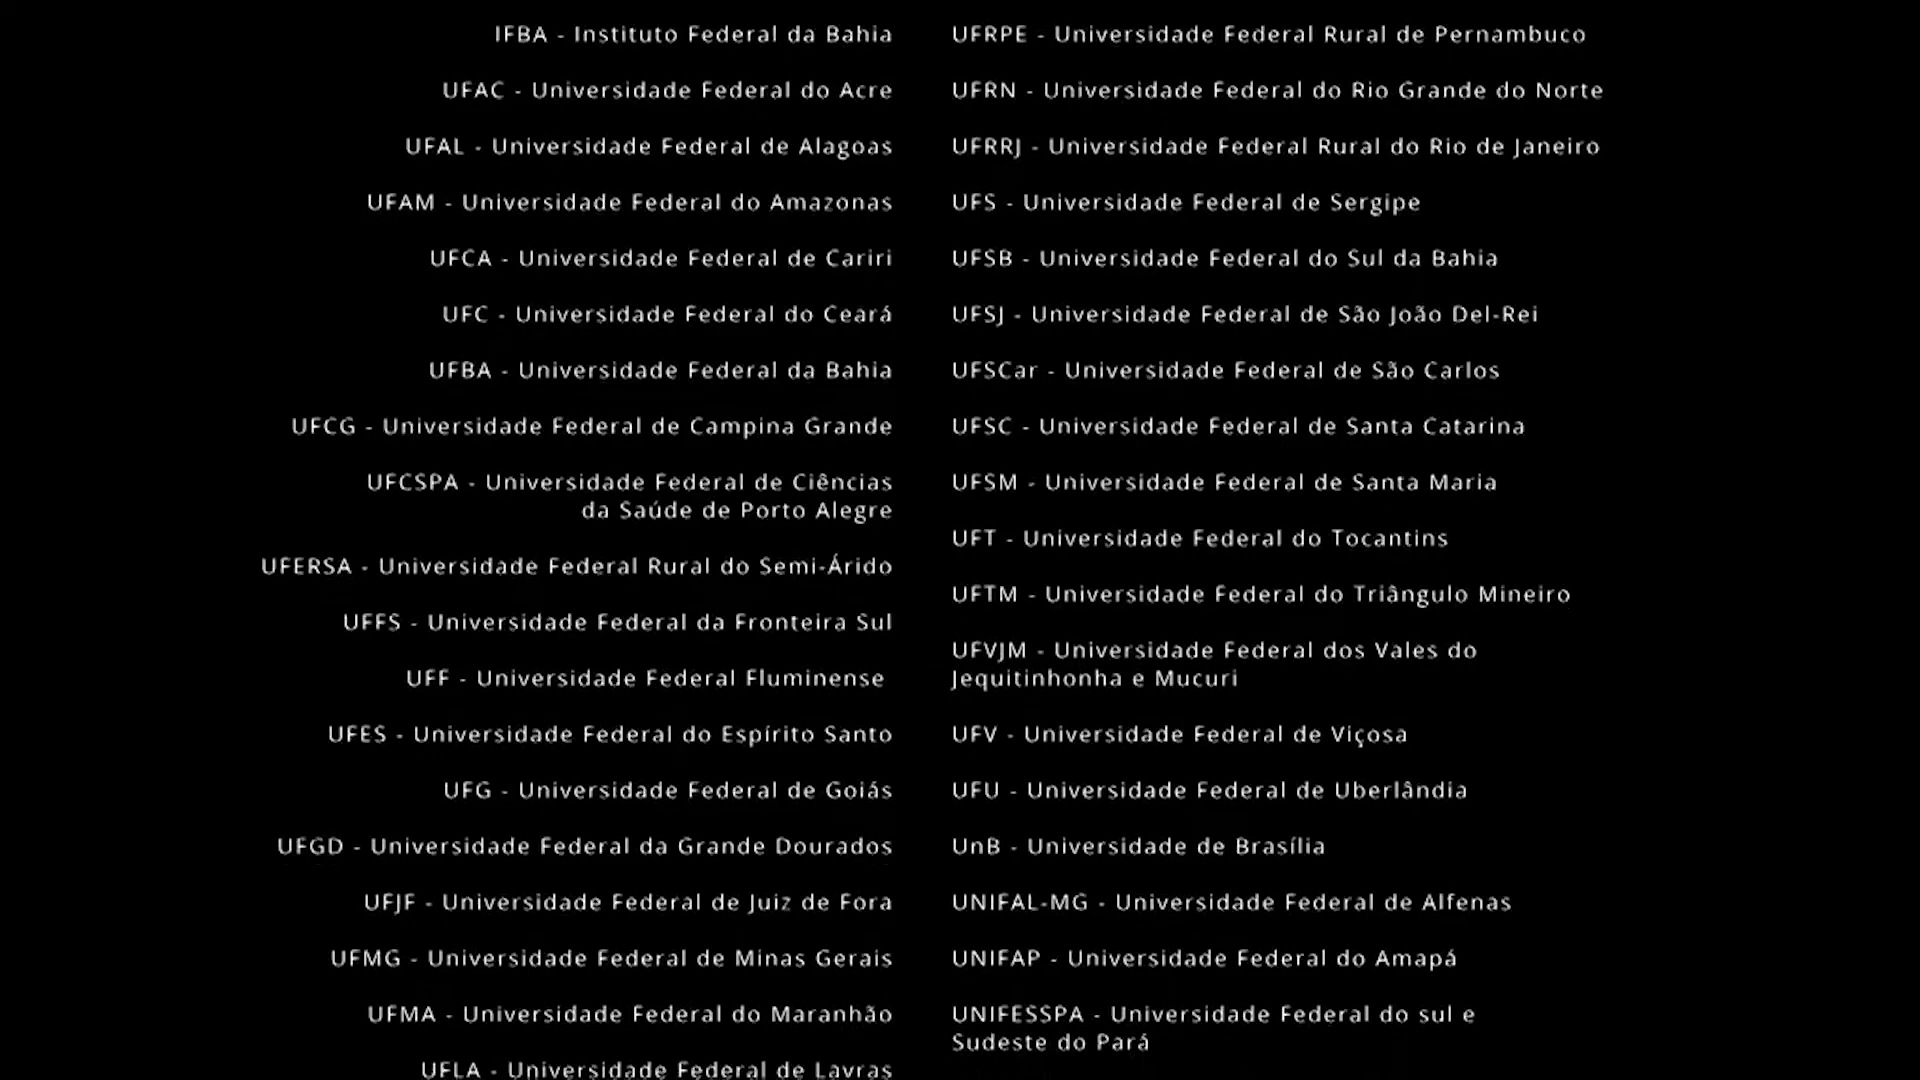 IFBA - Instituto Federal da Bahia
UFAC - Universidade Federal do Acre
UFAL - Universidade Federal de Alagoas
UFAM - Universidade Federal do Amazonas
UFCA - Universidade Federal de Cariri
UFC - Universidade Federal do Ceará
UFBA - Universidade Federal da Bahia
UFCG - Universidade Federal de Campina Grande
UFCSPA - Universidade Federal de Ciências
da Saúde de Porto Alegre
UFERSA - Universidade Federal Rural do Semi-Árido
UFFS - Universidade Federal da Fronteira Sul
UFF - Universidade Federal Fluminense
UFES - Universidade Federal do Espírito Santo
UFG - Universidade Federal de Goiás
UFGD - Universidade Federal da Grande Dourados
UFJF - Universidade Federal de Juiz de Fora
UFMG - Universidade Federal de Minas Gerais
UFMA - Universidade Federal do Maranhão
UFLA - Universidade Federal de Lavras
UFRPE - Universidade Federal Rural de Pernambuco
UFRN - Universidade Federal do Rio Grande do Norte
UFRRJ - Universidade Federal Rural do Rio de Janeiro
UFS - Universidade Federal de Sergipe
UFSB - Universidade Federal do Sul da Bahia
UFSJ - Universidade Federal de São João Del-Rei
UFSCar - Universidade Federal de São Carlos
UFSC - Universidade Federal de Santa Catarina
UFSM - Universidade Federal de Santa Maria
UFT - Universidade Federal do Tocantins
UFTM - Universidade Federal do Triângulo Mineiro
UFVJM - Universidade Federal dos Vales do
Jequitinhonha e Mucuri
UFV - Universidade Federal de Viçosa
UFU - Universidade Federal de Uberlândia
UnB - Universidade de Brasília
UNIFAL-MG - Universidade Federal de Alfenas
UNIFAP - Universidade Federal do Amapá
UNIFESSPA - Universidade Federal do sul e
Sudeste do Pará